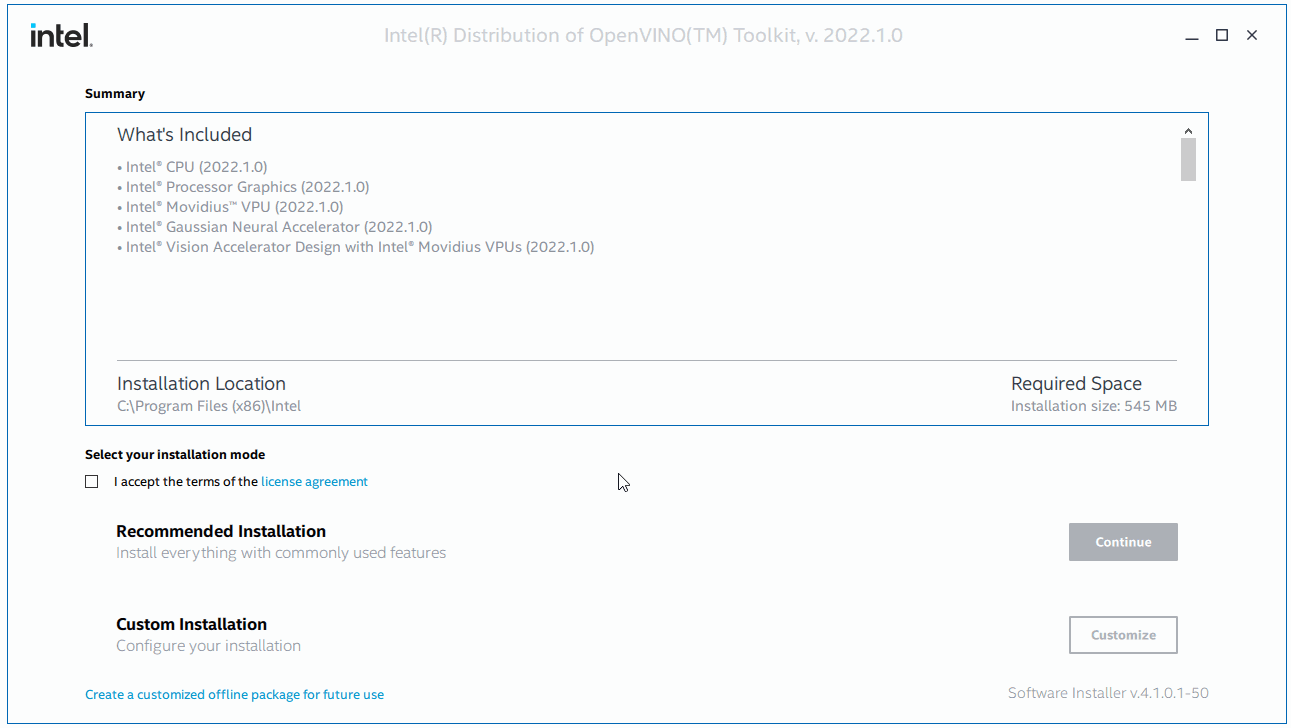 intel.
Intel(R) Distribution of OpenVINO(TM) Toolkit, v. 2022.1.0
Summary
What's Included
• Intel® CPU (2022.1.0)
• Intel® Processor Graphics (2022.1.0)
• Intel® Movidius™ VPU (2022.1.0)
• Intel® Gaussian Neural Accelerator (2022.1.0)
• Intel® Vision Accelerator Design with Intel® Movidius VPUs (2022.1.0)
Installation Location
C:\Program Files (x86)\Intel
Required Space
Installation size: 545 MB
Select your installation mode
I accept the terms of the license agreement
Recommended Installation
Install everything with commonly used features
Continue
Custom Installation
Configure your installation
Customize
Create a customized offline package for future use
Software Installer v.4.1.0.1-50